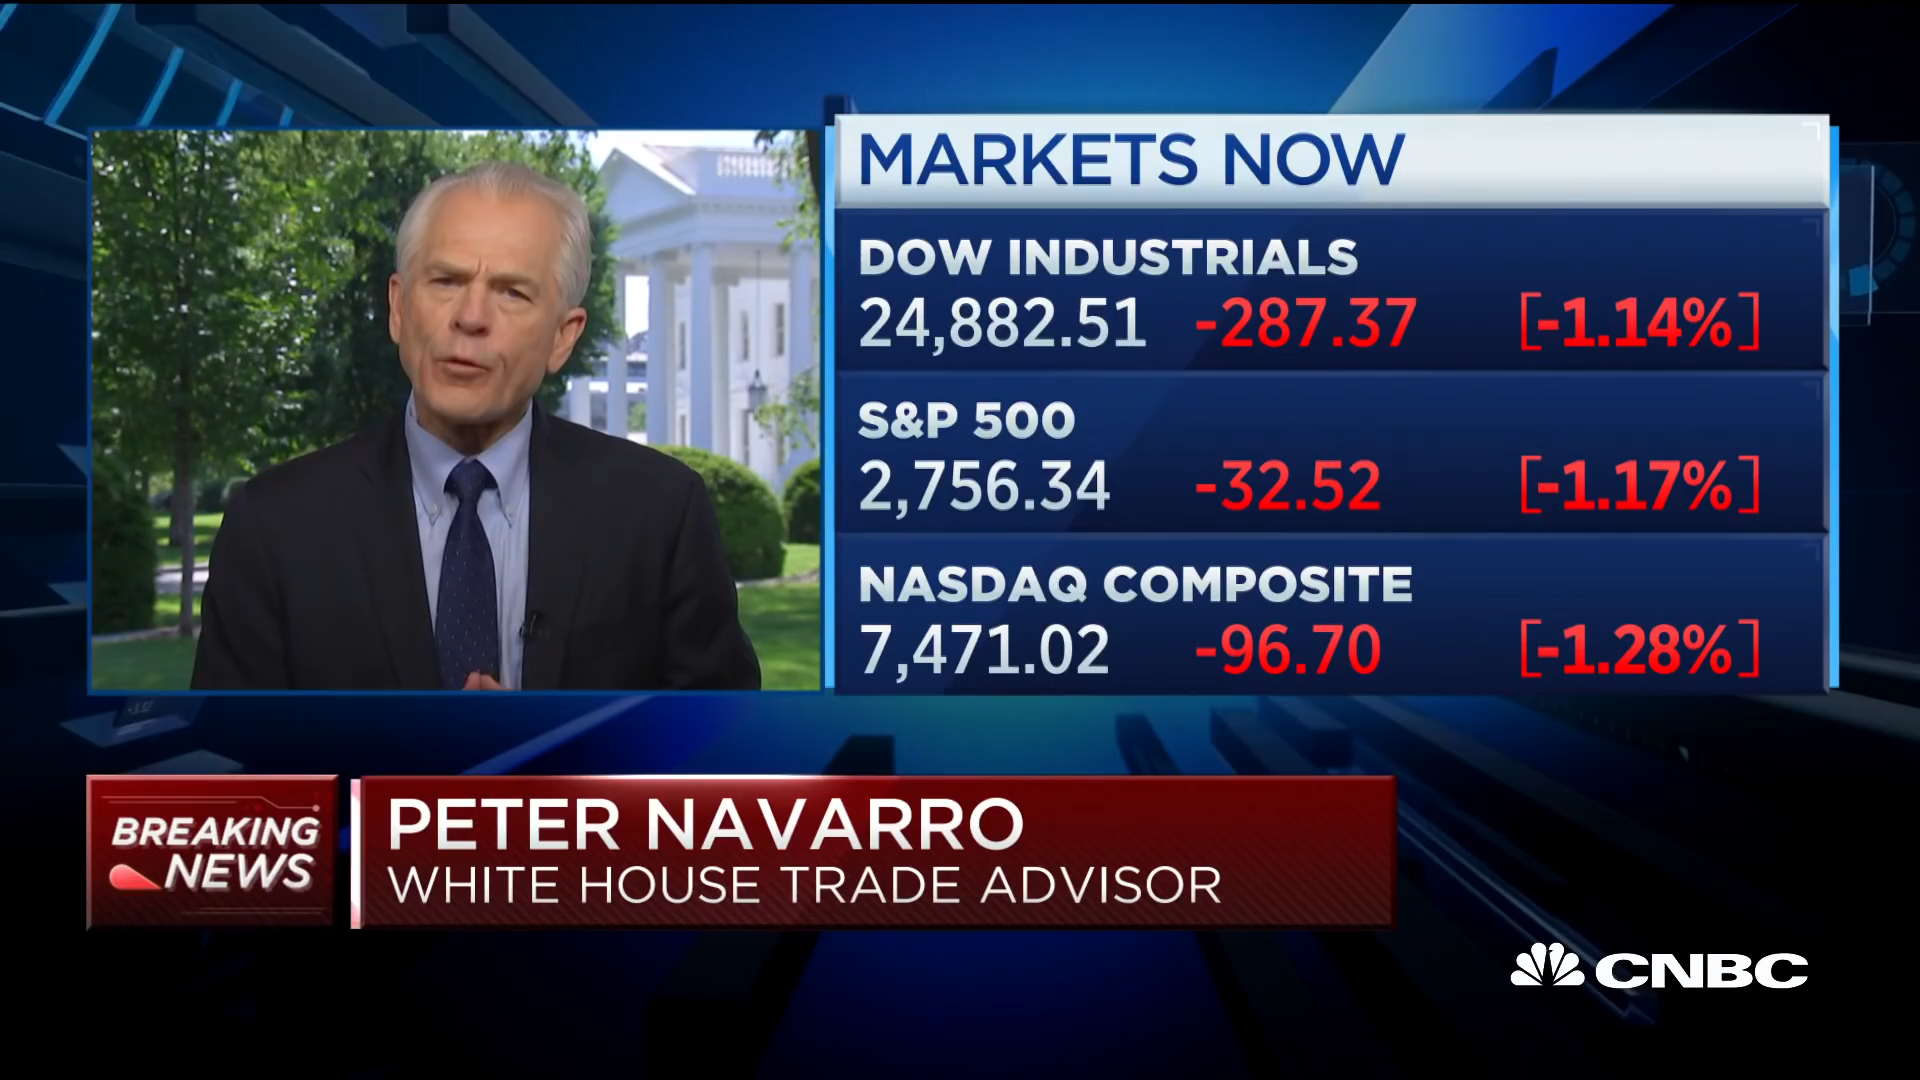 MARKETS NOW
DOW INDUSTRIALS
24,882.51 -287.37 [-1.14%]
S&P 500
2,756.34 -32.52 [-1.17%]
NASDAQ COMPOSITE
7,471.02 -96.70 [-1.28%]
BREAKING NEWS
PETER NAVARRO
WHITE HOUSE TRADE ADVISOR
CNBC